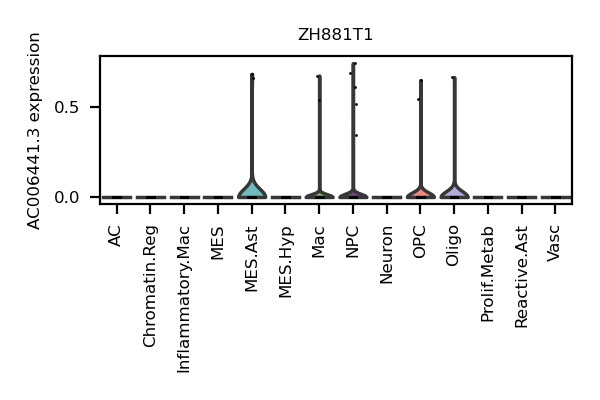 ZH881T1
AC006441.3 expression
0.5
0.0
AC
Chromatin.Reg
Inflammatory.Mac
MES
MES.Ast
MES.Hyp
Mac
NPC
Neuron
OPC
Oligo
Prolif.Metab
Reactive.Ast
Vasc